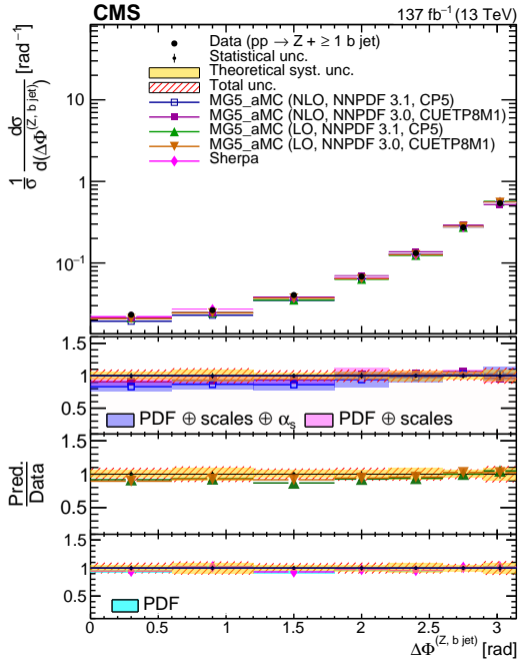 CMS 137 fb⁻¹ (13 TeV)
Data (pp → Z + ≥ 1 b jet)
Statistical unc.
Theoretical syst. unc.
Total unc.
MG5_aMC (NLO, NNPDF 3.1, CP5)
MG5_aMC (NLO, NNPDF 3.0, CUETP8M1)
MG5_aMC (LO, NNPDF 3.1, CP5)
MG5_aMC (LO, NNPDF 3.0, CUETP8M1)
Sherpa
1/σ dσ/d(ΔΦ^(Z, b jet)) [rad⁻¹]
10
1
10⁻¹
1.5
1
0.5
PDF ⊕ scales ⊕ αₛ PDF ⊕ scales
1.5
1
0.5
Pred.
Data
1.5
1
0.5
PDF
0 0.5 1 1.5 2 2.5 3
ΔΦ^(Z, b jet) [rad]